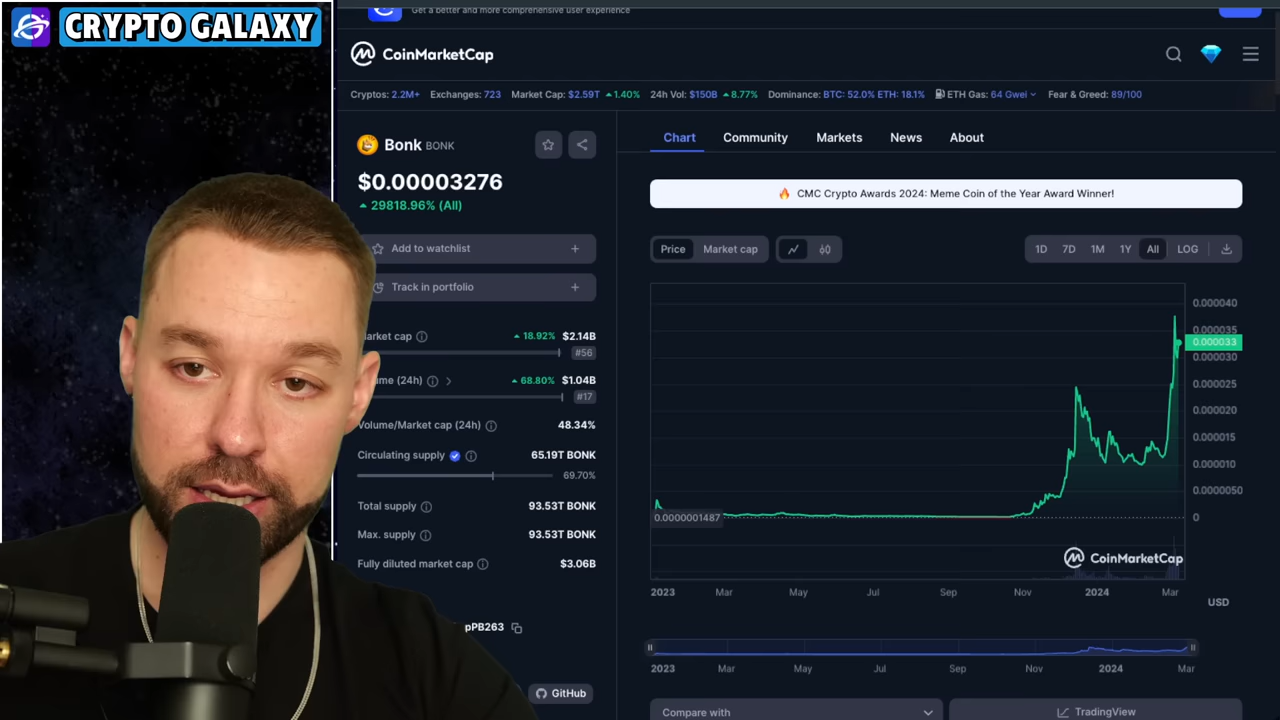 CRYPTO GALAXY
Get a better and more comprehensive user experience
CoinMarketCap
Cryptos: 2.2M+ Exchanges: 723 Market Cap: $2.59T 1.40% 24h Vol: $150B 8.77% Dominance: BTC: 52.0% ETH: 18.1% ETH Gas: 64 Gwei Fear & Greed: 89/100
Bonk BONK
$0.00003276
29818.96% (All)
Add to watchlist +
Track in portfolio +
arket cap 18.92% $2.14B
#56
ume (24h) 68.80% $1.04B
#17
Volume/Market cap (24h) 48.34%
Circulating supply 65.19T BONK
69.70%
Total supply 93.53T BONK
Max. supply 93.53T BONK
Fully diluted market cap $3.06B
pPB263
GitHub
Chart Community Markets News About
CMC Crypto Awards 2024: Meme Coin of the Year Award Winner!
Price Market cap 1D 7D 1M 1Y All LOG
0.000040
0.000035
0.000033
0.000030
0.000025
0.000020
0.000015
0.000010
0.0000050
0.0000001487 0
CoinMarketCap
2023 Mar May Jul Sep Nov 2024 Mar
USD
2023 Mar May Jul Sep Nov 2024 Mar
Compare with TradingView